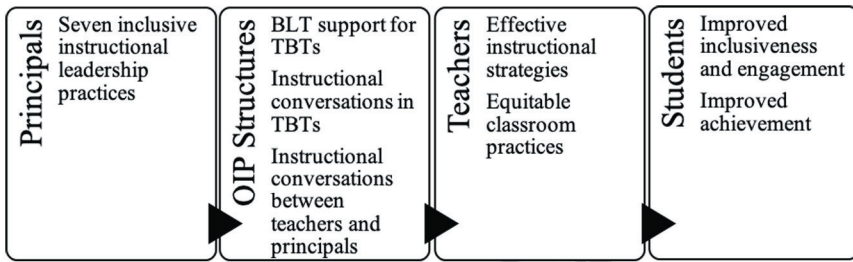 Principals
Seven inclusive
instructional
leadership
practices
OIP Structures
BLT support for
TBTs
Instructional
conversations in
TBTs
Instructional
conversations
between
teachers and
principals
Teachers
Effective
instructional
strategies
Equitable
classroom
practices
Students
Improved
inclusiveness
and engagement
Improved
achievement